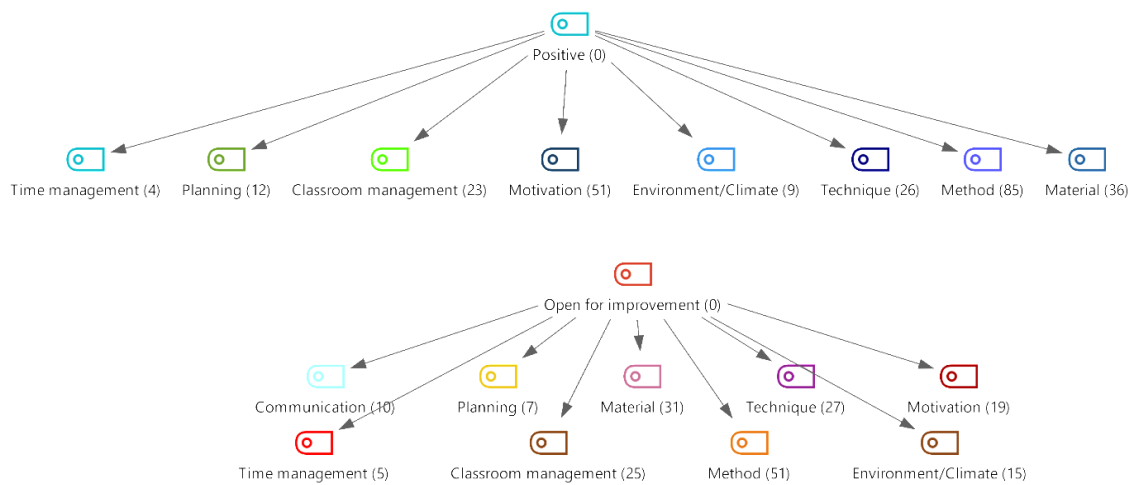 Positive (0)
Time management (4)
Planning (12)
Classroom management (23)
Motivation (51)
Environment/Climate (9)
Technique (26)
Method (85)
Material (36)
Open for improvement (0)
Communication (10)
Planning (7)
Material (31)
Technique (27)
Motivation (19)
Time management (5)
Classroom management (25)
Method (51)
Environment/Climate (15)